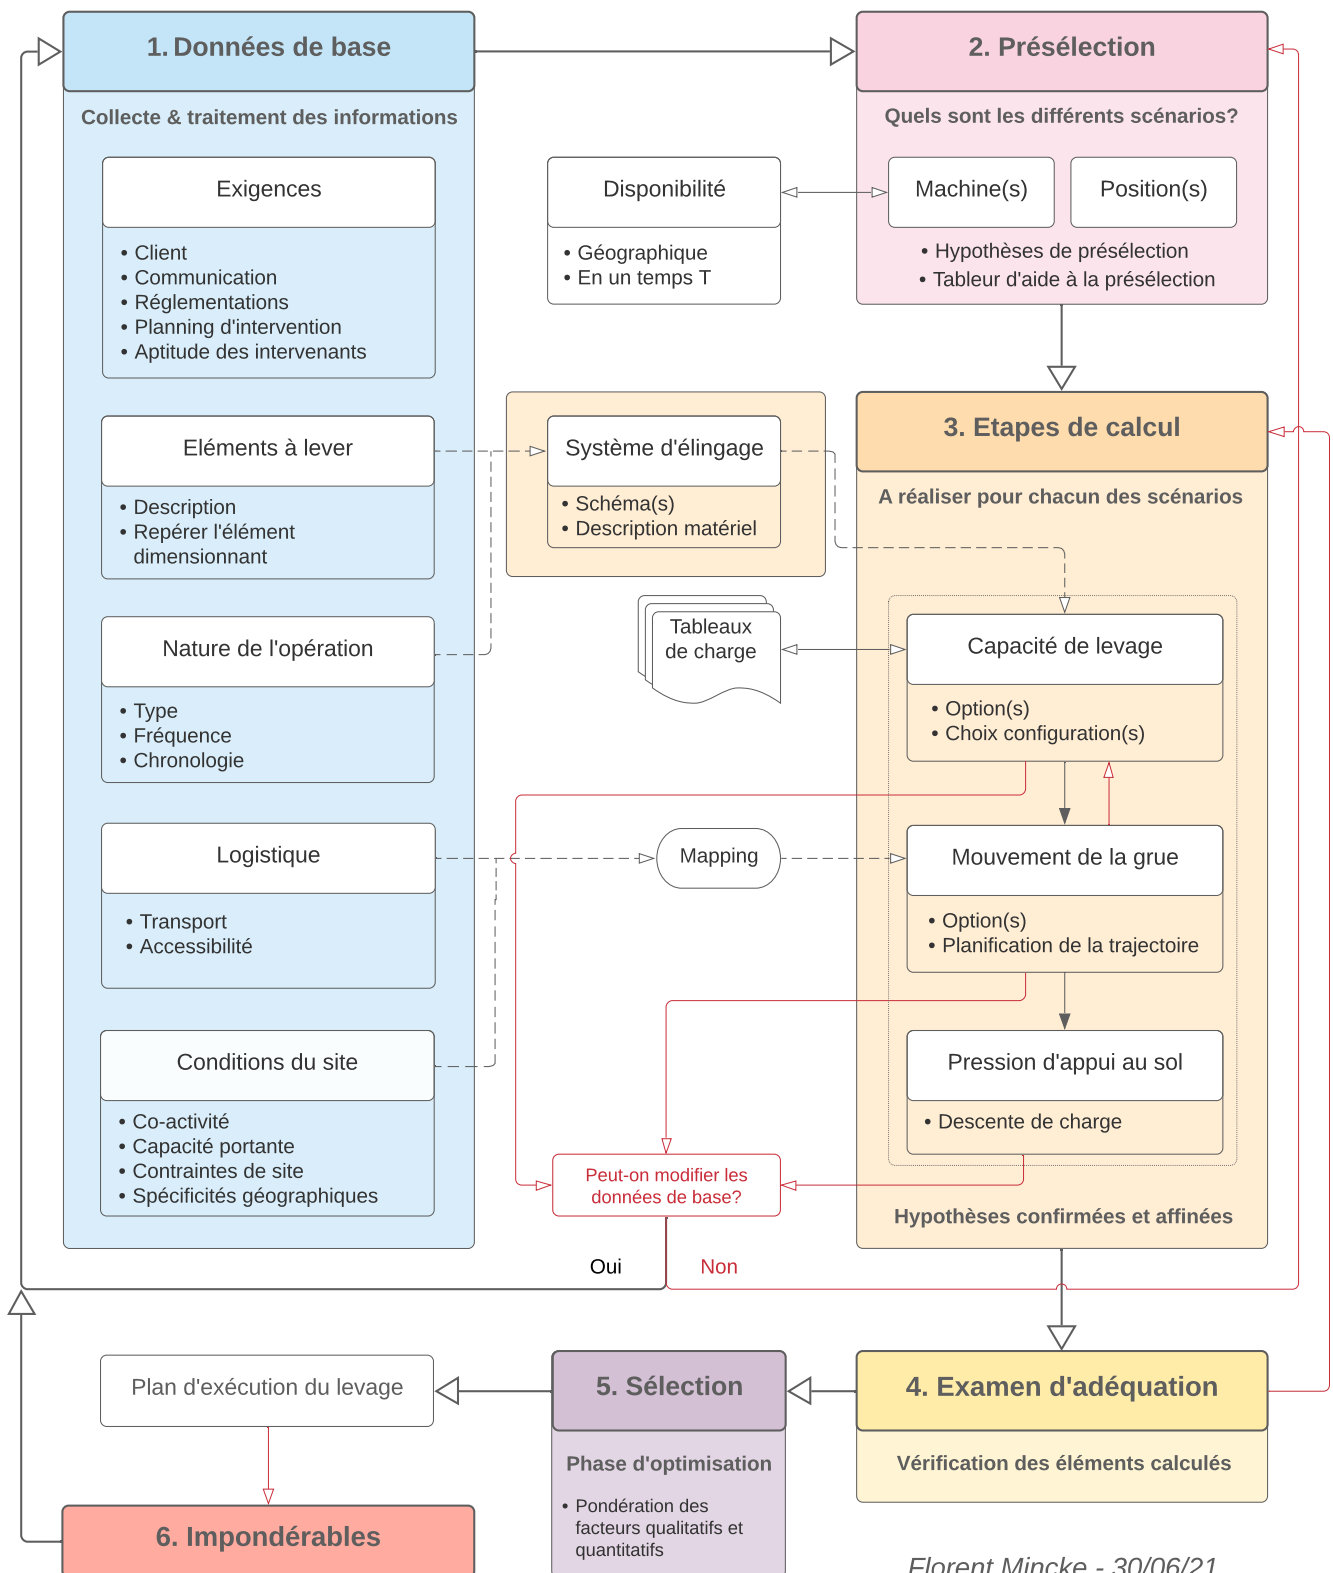 1. Données de base
Collecte & traitement des informations
Exigences
• Client
• Communication
• Réglementations
• Planning d'intervention
• Aptitude des intervenants
Eléments à lever
• Description
• Repérer l'élément
dimensionnant
Nature de l'opération
• Type
• Fréquence
• Chronologie
Logistique
• Transport
• Accessibilité
Conditions du site
• Co-activité
• Capacité portante
• Contraintes de site
• Spécificités géographiques
2. Présélection
Quels sont les différents scénarios?
Machine(s)
Position(s)
• Hypothèses de présélection
• Tableur d'aide à la présélection
Disponibilité
• Géographique
• En un temps T
Système d'élingage
• Schéma(s)
• Description matériel
Tableaux
de charge
Mapping
3. Etapes de calcul
A réaliser pour chacun des scénarios
Capacité de levage
• Option(s)
• Choix configuration(s)
Mouvement de la grue
• Option(s)
• Planification de la trajectoire
Pression d'appui au sol
• Descente de charge
Hypothèses confirmées et affinées
Peut-on modifier les
données de base?
Oui
Non
4. Examen d'adéquation
Vérification des éléments calculés
5. Sélection
Phase d'optimisation
• Pondération des
facteurs qualitatifs et
quantitatifs
Plan d'exécution du levage
6. Impondérables
Florent Mincke - 30/06/21